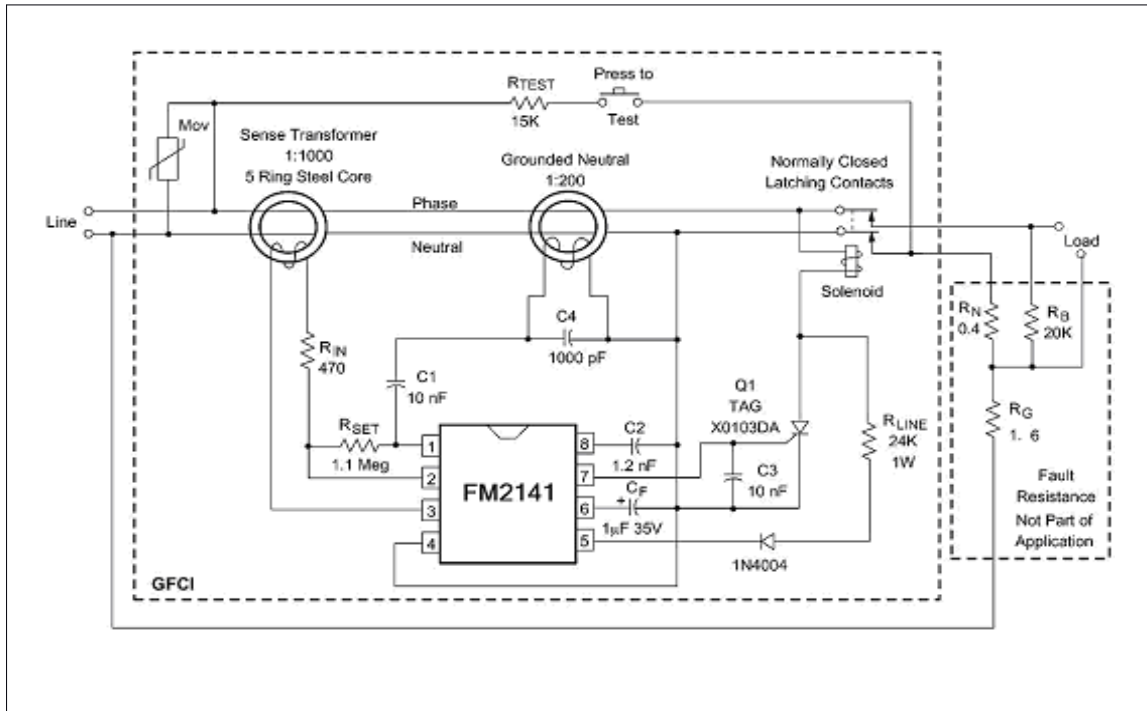 RTEST
15K
Press to
Test
Mov
Sense Transformer
1:1000
5 Ring Steel Core
Grounded Neutral
1:200
Normally Closed
Latching Contacts
Line
Phase
Neutral
Load
Solenoid
RN
0.4
RB
20K
C4
1000 pF
RIN
470
C1
10 nF
Q1
TAG
X0103DA
RLINE
24K
1W
RG
1. 6
RSET
1.1 Meg
1
2
3
4
FM2141
8
7
6
5
C2
1.2 nF
C3
10 nF
CF
+
1µF 35V
1N4004
Fault
Resistance
Not Part of
Application
GFCI